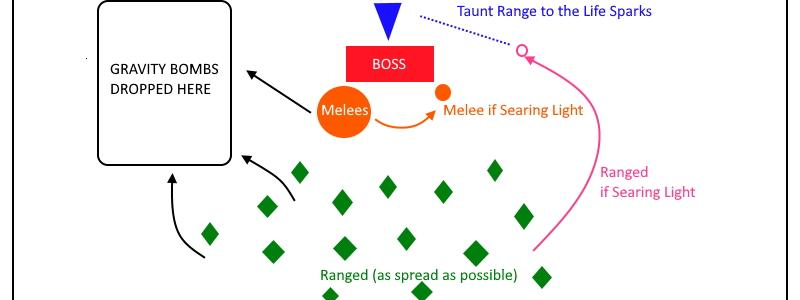 Taunt Range to the Life Sparks
BOSS
GRAVITY BOMBS
DROPPED HERE
Melees
Melee if Searing Light
Ranged
if Searing Light
Ranged (as spread as possible)